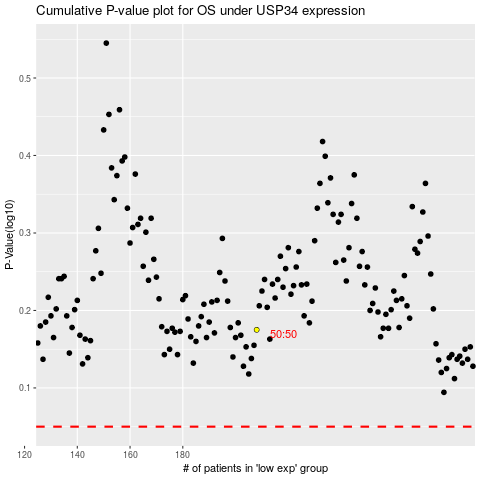 Cumulative P-value plot for OS under USP34 expression
P-Value(log10)
0.5
0.4
0.3
0.2
0.1
50:50
120 140 160 180
# of patients in 'low exp' group